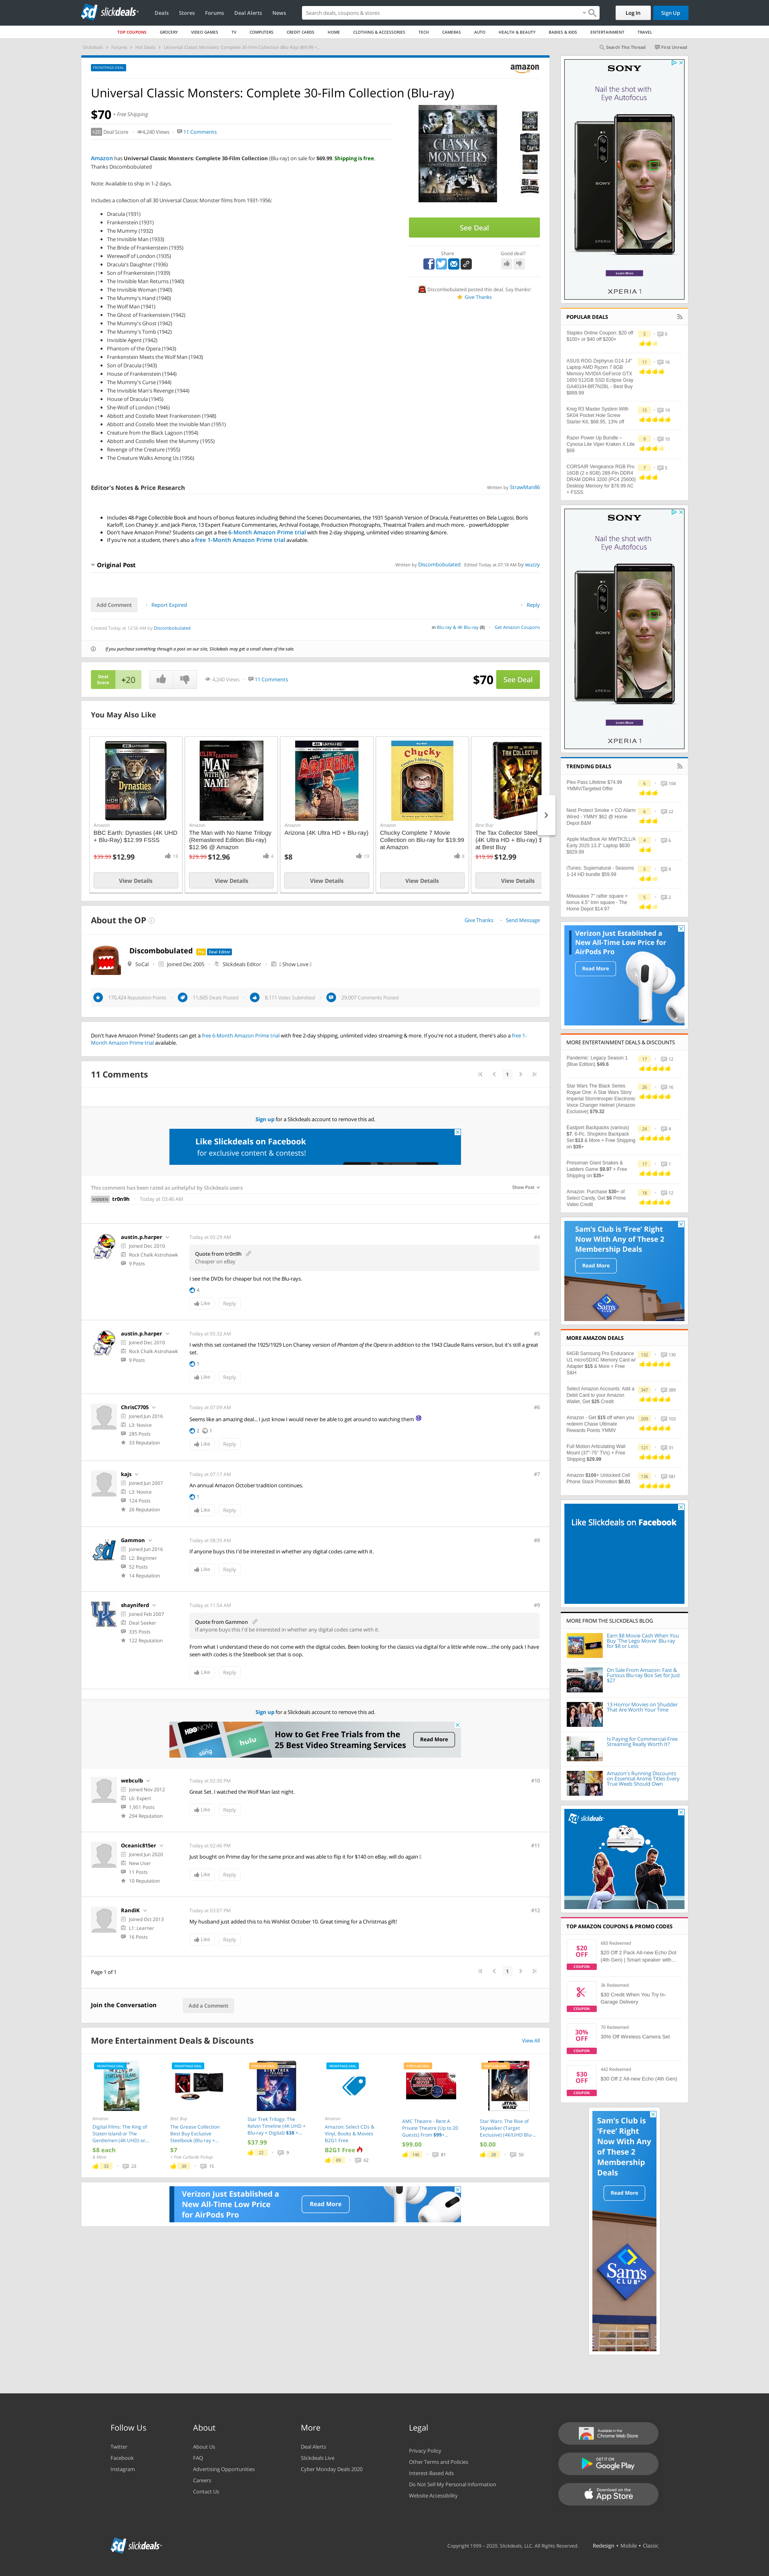 slickdeals
Deals
Stores
Forums
Deal Alerts
News
Search deals, coupons & stores
Log In
Sign Up
TOP COUPONS
GROCERY
VIDEO GAMES
TV
COMPUTERS
CREDIT CARDS
HOME
CLOTHING & ACCESSORIES
TECH
CAMERAS
AUTO
HEALTH & BEAUTY
BABIES & KIDS
ENTERTAINMENT
TRAVEL
Search This Thread
First Unread
FRONTPAGE DEAL
amazon
Universal Classic Monsters: Complete 30-Film Collection (Blu-ray)
$70 + Free Shipping
+20 Deal Score
4,240 Views
11 Comments
Amazon has Universal Classic Monsters: Complete 30-Film Collection (Blu-ray) on sale for $69.99. Shipping is free.
Thanks Discombobulated
Note: Available to ship in 1-2 days.
Includes a collection of all 30 Universal Monster films from 1931-1956:
Dracula (1931)
Frankenstein (1931)
The Mummy (1932)
The Invisible Man (1933)
The Bride of Frankenstein (1935)
Werewolf of London (1935)
Dracula's Daughter (1936)
Son of Frankenstein (1939)
The Invisible Man Returns (1940)
The Invisible Woman (1940)
The Mummy's Hand (1940)
The Wolf Man (1941)
The Ghost of Frankenstein (1942)
The Mummy's Ghost (1942)
The Mummy's Tomb (1942)
Invisible Agent (1942)
Phantom of the Opera (1943)
Frankenstein Meets the Wolf Man (1943)
Son of Dracula (1943)
House of Frankenstein (1944)
The Mummy's Curse (1944)
The Invisible Man's Revenge (1944)
House of Dracula (1945)
She-Wolf of London (1946)
Abbott and Costello Meet Frankenstein (1948)
Abbott and Costello Meet the Invisible Man (1951)
Creature from the Black Lagoon (1954)
Abbott and Costello Meet the Mummy (1955)
Revenge of the Creature (1955)
The Creature Walks Among Us (1956)
CLASSIC MONSTERS
See Deal
Share
Good deal?
Discombobulated posted this deal. Say thanks!
Give Thanks
Editor's Notes & Price Research
Written by StrawMan86
Includes 48-Page Collectible Book and hours of bonus features including Behind the Scenes Documentaries, the 1931 Spanish Version of Dracula, Featurettes on Bela Lugosi, Boris
Karloff, Lon Chaney Jr. and Jack Pierce, 13 Expert Feature Commentaries, Archival Footage, Production Photographs, Theatrical Trailers and much more. - powerfuldoppler
Don't have Amazon Prime? Students can get a free 6-Month Amazon Prime trial with free 2-day shipping, unlimited video streaming &more.
If you're not a student, there's also a free 1-Month Amazon Prime trial available.
Original Post
Written by Discombobulated Edited Today at 07:18 AM by wuzzy
Add Comment
Report Expired
Reply
Created Today at 12:56 AM by Discombobulated
in Blu-ray & 4K Blu-ray (8)
Get Amazon Coupons
If you purchase something through a post on our site, Slickdeals may get a small share of the sale.
Deal Score
+20
4,240 Views
11 Comments
$70
See Deal
You May Also Like
Amazon
BBC Earth: Dynasties (4K UHD + Blu-Ray) $12.99 FSSS
$39.99 $12.99
View Details
Amazon
The Man with No Name Trilogy (Remastered Edition Blu-ray) $12.96 @ Amazon
$29.99 $12.96
View Details
Amazon
Arizona (4K Ultra HD + Blu-ray)
$8
View Details
Amazon
Chucky Complete 7 Movie Collection on Blu-ray for $19.99 at Amazon
View Details
Best Buy
The Tax Collector Steel
(4K Ultra HD + Blu-ray) $
at Best Buy
$19.99 $12.99
View Details
About the OP
Give Thanks
Send Message
Discombobulated
Pro
Deal Editor
SoCal
Joined Dec 2005
Slickdeals Editor
Show Love
170,424 Reputation Points
11,605 Deals Posted
8,111 Votes Submitted
29,007 Comments Posted
Don't have Amazon Prime? Students can get a free 6-Month Amazon Prime trial with free 2-day shipping, unlimited video streaming & more. If you're not a student, there's also a free 1-
Month Amazon Prime trial available.
11 Comments
1
Sign up for a Slickdeals account to remove this ad.
Like Slickdeals on Facebook
for exclusive content & contests!
This comment has been rated as unhelpful by Slickdeals users
Show Post
HIDDEN tr0n9h Today at 03:46 AM
austin.p.harper
Joined Dec 2010
Rock Chalk Astrohawk
9 Posts
Today at 05:29 AM
#4
Quote from tr0n9h
Cheaper on eBay
I see the DVDs for cheaper but not the Blu-rays.
4
Like
Reply
austin.p.harper
Joined Dec 2010
Rock Chalk Astrohawk
9 Posts
Today at 05:32 AM
#5
I wish this set contained the 1925/1929 Lon Chaney version of Phantom of the Opera in addition to the 1943 Claude Rains version, but it's still a great
set.
1
Like
Reply
ChrisC7705
Joined Jun 2016
L3: Novice
285 Posts
33 Reputation
Today at 07:09 AM
#6
Seems like an amazing deal... I just know I would never be able to get around to watching them
2 1
Like
Reply
kajs
Joined Jun 2007
L3: Novice
124 Posts
26 Reputation
Today at 07:17 AM
#7
An annual Amazon October tradition continues.
1
Like
Reply
Gammon
Joined Jun 2016
L2: Beginner
52 Posts
14 Reputation
Today at 08:35 AM
#8
If anyone buys this I'd be interested in whether any digital codes came with it.
Like
Reply
shayniferd
Joined Feb 2007
Deal Seeker
335 Posts
122 Reputation
Today at 11:54 AM
#9
Quote from Gammon
If anyone buys this I'd be interested in whether any digital codes came with it.
From what I understand these do not come with the digital codes. Been looking for the classics via digital for a little while now....the only pack I have
seen with codes is the Steelbook set that is oop.
Like
Reply
Sign up for a Slickdeals account to remove this ad.
HBO NOW
sling
hulu
How to Get Free Trials from the
25 Best Video Streaming Services
Read More
webculb
Joined Nov 2012
L6: Expert
1,951 Posts
294 Reputation
Today at 02:30 PM
#10
Great Set. I watched the Wolf Man last night.
Like
Reply
Oceanic815er
Joined Jun 2020
New User
11 Posts
10 Reputation
Today at 02:46 PM
#11
Just bought on Prime day for the same price and was able to flip it for $140 on eBay, will do again
Like
Reply
RandiK
Joined Oct 2013
L1: Learner
16 Posts
Today at 03:07 PM
#12
My husband just added this to his Wishlist October 10. Great timing for a Christmas gift!
Like
Reply
Page 1 of 1
1
Join the Conversation
Add a Comment
More Entertainment Deals & Discounts
View All
Amazon
Digital Films: The King of Staten Island or The Gentlemen (4K UHD) or...
$8 each
& More
Best Buy
The Grease Collection Best Buy Exclusive Steelbook (Blu-ray +...
$7
+ Free Curbside Pickup
Star Trek Trilogy: The Kelvin Timeline (4K UHD + Blu-ray + Digital) $38 +...
$37.99
Amazon
Amazon: Select CDs & Vinyl, Books & Movies B2G1 Free
B2G1 Free
AMC Theatre - Rent A Private Theatre (Up to 20 Guests) From $99+...
$99.00
Star Wars: The Rise of Skywalker (Target Exclusive) (4K/UHD Blu-...
$0.00
Verizon Just Established a
New All-Time Low Price
for AirPods Pro
Read More
SONY
Nail the shot with
Eye Autofocus
Learn More
XPERIA 1
POPULAR DEALS
Staples Online Coupon: $20 off $100+ or $40 off $200+
ASUS ROG Zephyrus G14 14" Laptop AMD Ryzen 7 8GB Memory NVIDIA GeForce GTX 1650 512GB SSD Eclipse Gray GA401IH-BR7N2BL - Best Buy $899.99
Kreg R3 Master System With SK04 Pocket Hole Screw Starter Kit, $68.95, 13% off
Razer Power Up Bundle – Cynosa Lite Viper Kraken X Lite $69
CORSAIR Vengeance RGB Pro 16GB (2 x 8GB) 288-Pin DDR4 DRAM DDR4 3200 (PC4 25600) Desktop Memory for $76.99 AC + FSSS
SONY
Nail the shot with
Eye Autofocus
Learn More
XPERIA 1
TRENDING DEALS
Plex Pass Lifetime $74.99 YMMV/Targeted Offer
Nest Protect Smoke + CO Alarm Wired - YMMY $62 @ Home Depot B&M
Apple MacBook Air MWTK2LL/A Early 2020 13.3" Laptop $630 $829.99
iTunes: Supernatural - Seasons 1-14 HD bundle $59.99
Milwaukee 7" rafter square + bonus 4.5" trim square - The Home Depot $14.97
Verizon Just Established a
New All-Time Low Price for
AirPods Pro
Read More
MORE ENTERTAINMENT DEALS & DISCOUNTS
Pandemic: Legacy Season 1 (Blue Edition) $49.6
Star Wars The Black Series Rogue One: A Star Wars Story Imperial Stormtrooper Electronic Voice Changer Helmet (Amazon Exclusive) $79.32
Eastport Backpacks (various) $7, 6-Pc. Shopkins Backpack Set $13 & More + Free Shipping on $35+
Pressman Giant Snakes & Ladders Game $9.97 + Free Shipping on $35+
Amazon: Purchase $30+ of Select Candy, Get $6 Prime Video Credit
Sam's Club is 'Free' Right
Now With Any of These 2
Membership Deals
Read More
Sam's
MORE AMAZON DEALS
64GB Samsung Pro Endurance U1 microSDXC Memory Card w/ Adapter $15 & More + Free S&H
Select Amazon Accounts: Add a Debit Card to your Amazon Wallet, Get $25 Credit
Amazon - Get $15 off when you redeem Chase Ultimate Rewards Points YMMV
Full Motion Articulating Wall Mount (37"-75" TVs) + Free Shipping $29.99
Amazon $100+ Unlocked Cell Phone Stack Promotion $0.01
Like Slickdeals on Facebook
MORE FROM THE SLICKDEALS BLOG
Earn $8 Movie Cash When You Buy 'The Lego Movie' Blu-ray for $8 or Less
On Sale From Amazon: Fast & Furious Blu-ray Box Set for Just $27
13 Horror Movies on Shudder That Are Worth Your Time
Is Paying for Commercial-Free Streaming Really Worth It?
Amazon's Running Discounts on Essential Anime Titles Every True Weeb Should Own
slickdeals
TOP AMAZON COUPONS & PROMO CODES
$20 OFF
COUPON
683 Redeemed
$20 Off 2 Pack All-new Echo Dot (4th Gen) | Smart speaker with...
COUPON
36 Redeemed
$30 Credit When You Try In-Garage Delivery
30% OFF
COUPON
70 Redeemed
30% Off Wireless Camera Set
$30 OFF
COUPON
442 Redeemed
$30 Off 2 All-new Echo (4th Gen)
Sam's Club is
'Free' Right
Now With Any
of These 2
Membership
Deals
Read More
Sam's
CLUB
Follow Us
Twitter
Facebook
Instagram
About
About Us
FAQ
Advertising Opportunities
Careers
Contact Us
More
Deal Alerts
Slickdeals Live
Cyber Monday Deals 2020
Legal
Privacy Policy
Other Terms and Policies
Interest-Based Ads
Do Not Sell My Personal Information
Website Accessibility
Available in the
Chrome Web Store
GET IT ON
Google Play
Download on the
App Store
slickdeals
Copyright 1999 – 2020. Slickdeals, LLC. All Rights Reserved.
Redesign • Mobile • Classic